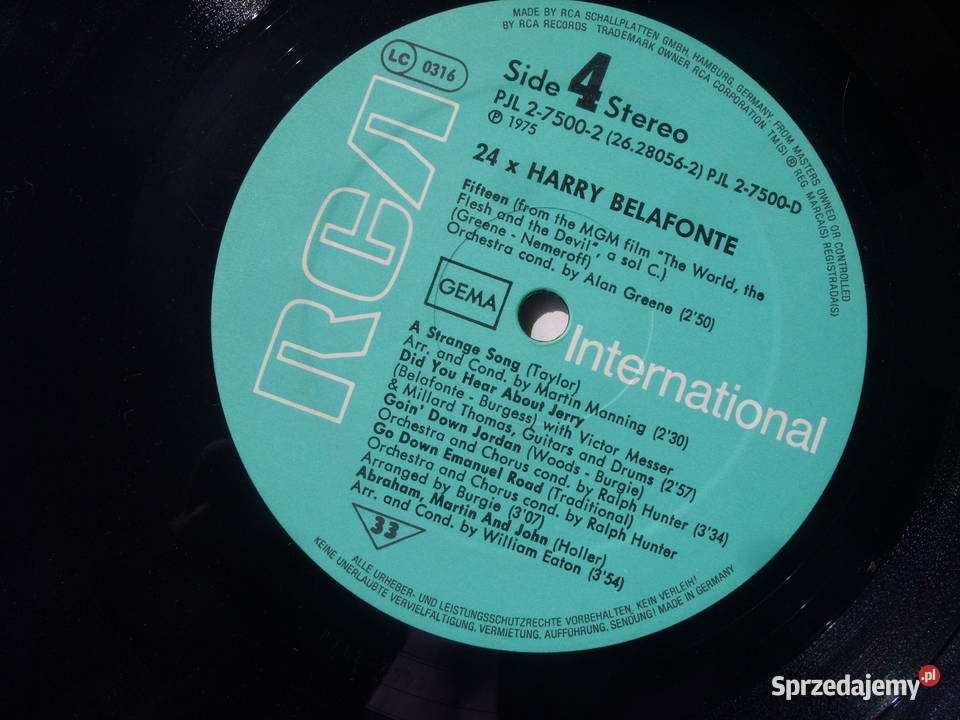 MADE BY RCA SCHALLPLATTEN GMBH, HAMBURG, GERMANY, FROM MASTERS OWNED OR CONTROLLED
BY RCA RECORDS TRADEMARK OWNER RCA CORPORATION. TM(S) ® REG. MARCA(S) REGISTRADA(S)
LC 0316
Side 4 Stereo
PJL 2-7500-2 (26.28056-2) PJL 2-7500-D
℗ 1975
24 x HARRY BELAFONTE
Fifteen (from the MGM film "The World, the
Flesh and the Devil", a sol C.)
(Greene - Nemeroff)
Orchestra cond. by Alan Greene (2'50)
RCA
GEMA
International
A Strange Song (Taylor)
Arr. and Cond. by Martin Manning (2'30)
Did You Hear About Jerry
(Belafonte - Burgess) with Victor Messer
& Millard Thomas, Guitars and Drums (2'57)
Goin' Down Jordan (Woods - Burgie)
Orchestra and Chorus cond. by Ralph Hunter (3'34)
Go Down Emanuel Road (Traditional)
Orchestra and Chorus cond. by Ralph Hunter
Arranged by Burgie (3'07)
Abraham, Martin And John (Holler)
Arr. and Cond. by William Eaton (3'54)
33
ALLE URHEBER- UND LEISTUNGSSCHUTZRECHTE VORBEHALTEN. KEIN VERLEIH!
KEINE UNERLAUBTE VERVIELFÄLTIGUNG, VERMIETUNG, AUFFÜHRUNG, SENDUNG! MADE IN GERMANY
Sprzedajemy.pl